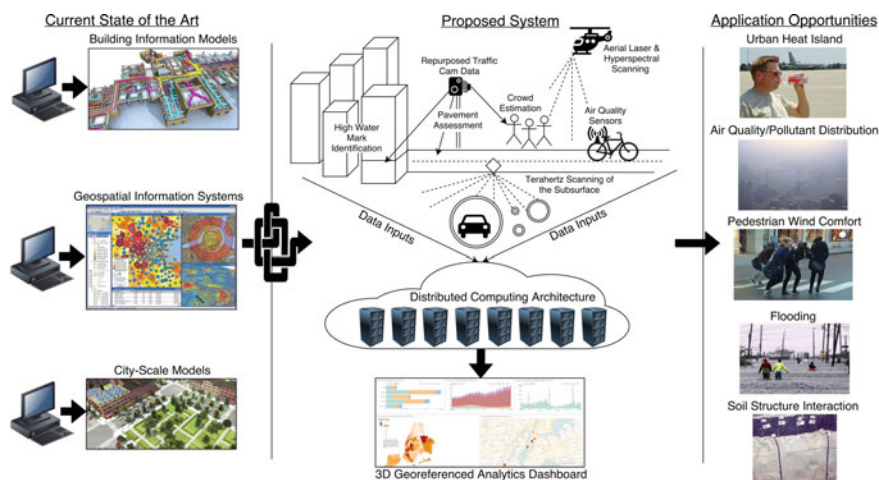 Current State of the Art
Building Information Models
Geospatial Information Systems
City-Scale Models
Proposed System
Repurposed Traffic
Cam Data
Aerial Laser &
Hyperspectral
Scanning
Crowd
Estimation
Air Quality
Sensors
High Water
Mark
Identification
Pavement
Assessment
Terahertz Scanning of
the Subsurface
Data Inputs
Data Inputs
Distributed Computing Architecture
3D Georeferenced Analytics Dashboard
Application Opportunities
Urban Heat Island
Air Quality/Pollutant Distribution
Pedestrian Wind Comfort
Flooding
Soil Structure Interaction